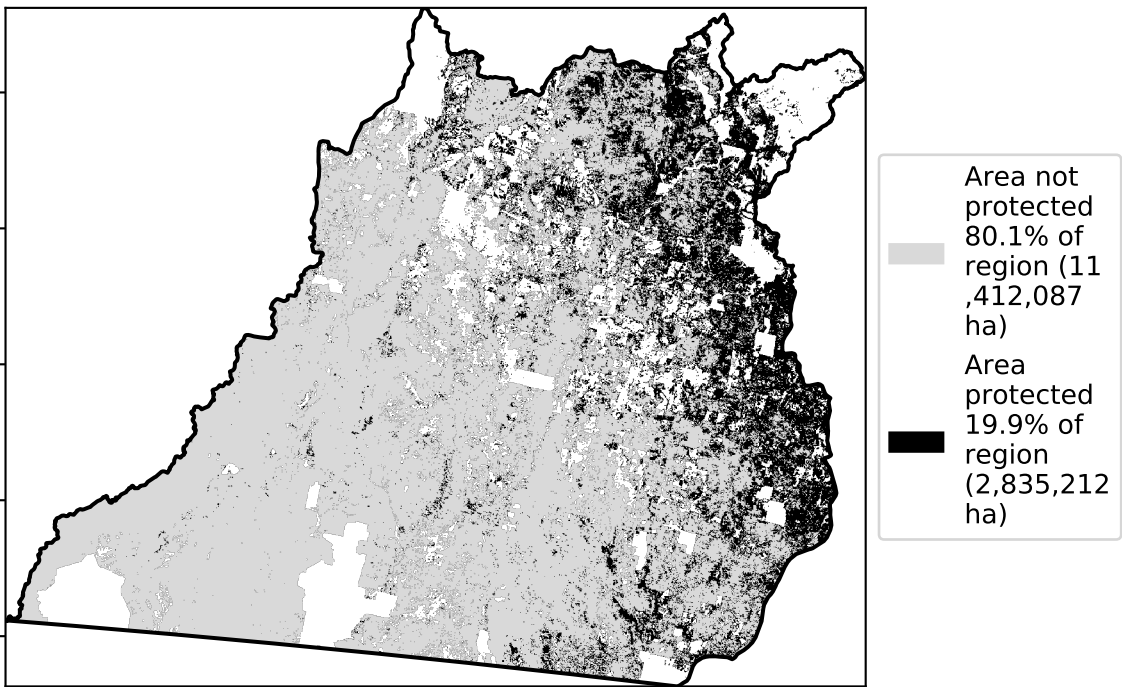 Area not
protected
80.1% of
region (11
,412,087
ha)
Area
protected
19.9% of
region
(2,835,212
ha)